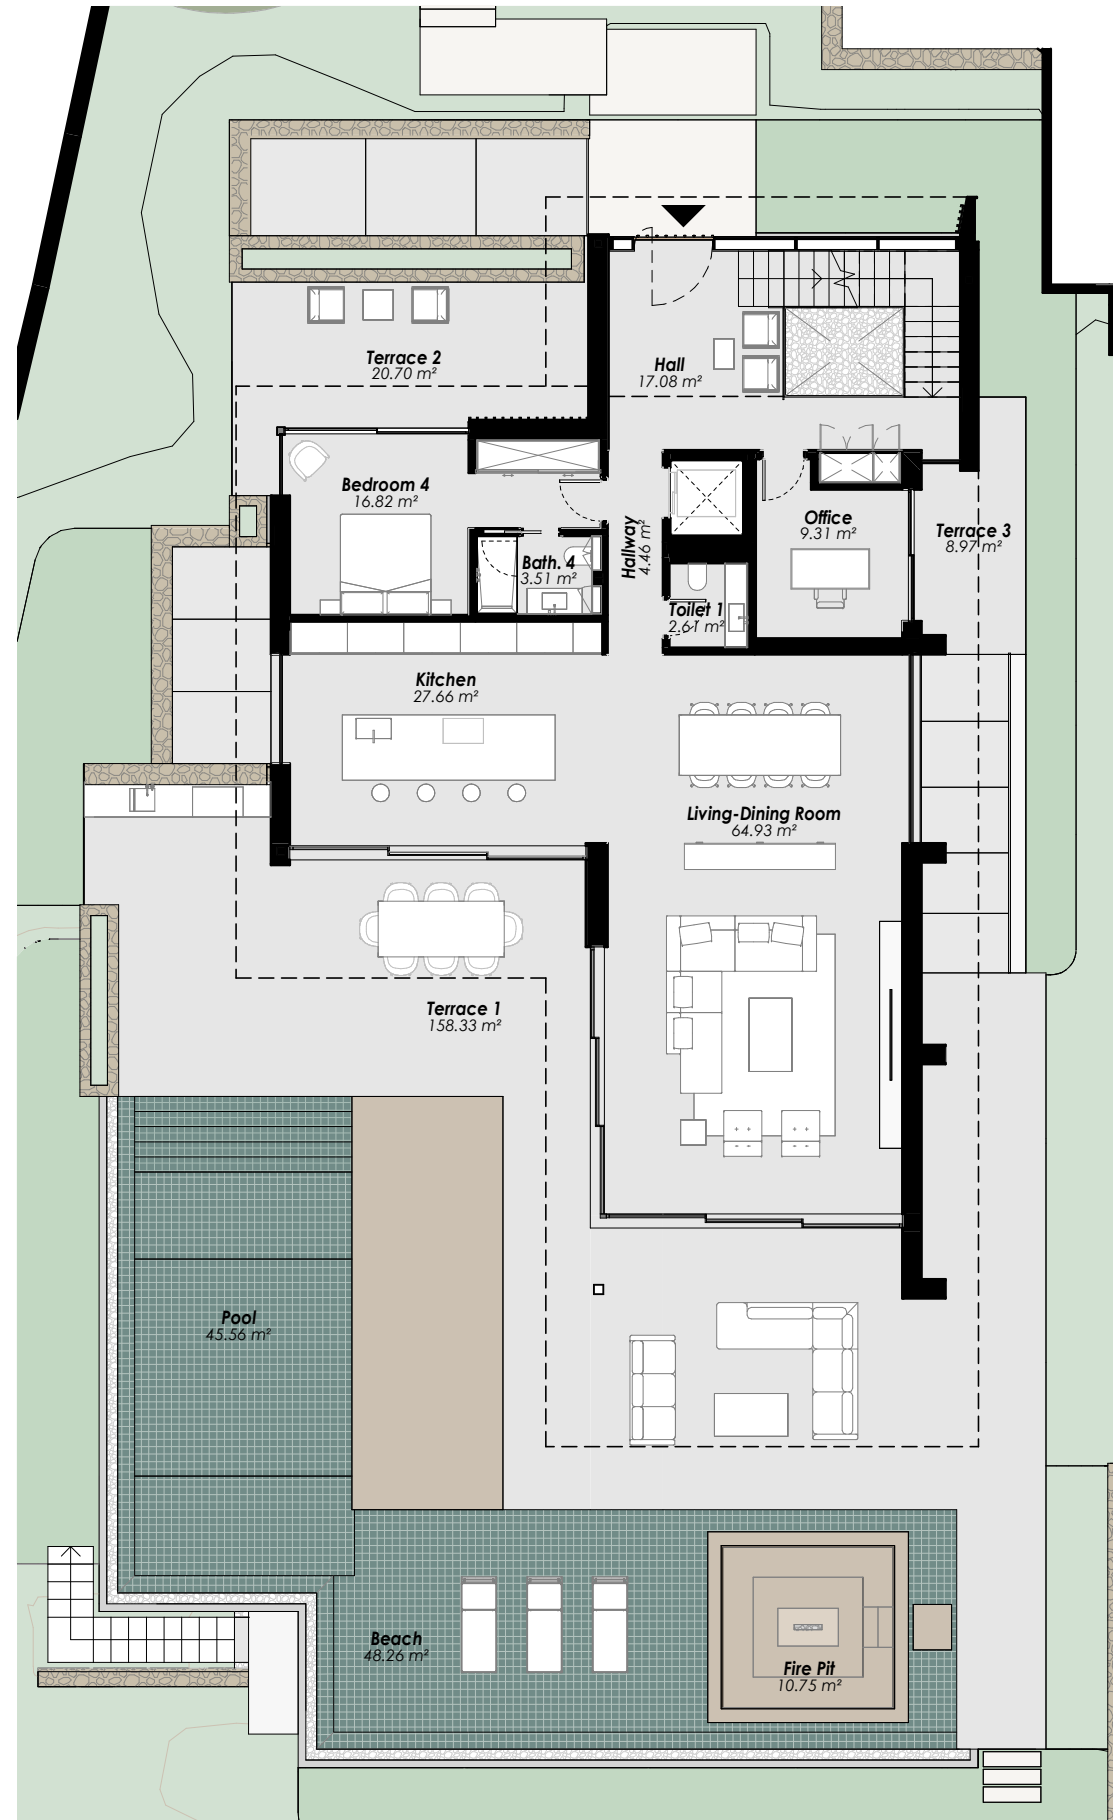 Terrace 2
20.70 m²
Hall
17.08 m²
Bedroom 4
16.82 m²
Hallway
4.46 m²
Office
9.31 m²
Terrace 3
8.97 m²
Bath. 4
3.51 m²
Toilet 1
2.61 m²
Kitchen
27.66 m²
Living-Dining Room
64.93 m²
Terrace 1
158.33 m²
Pool
45.56 m²
Beach
48.26 m²
Fire Pit
10.75 m²